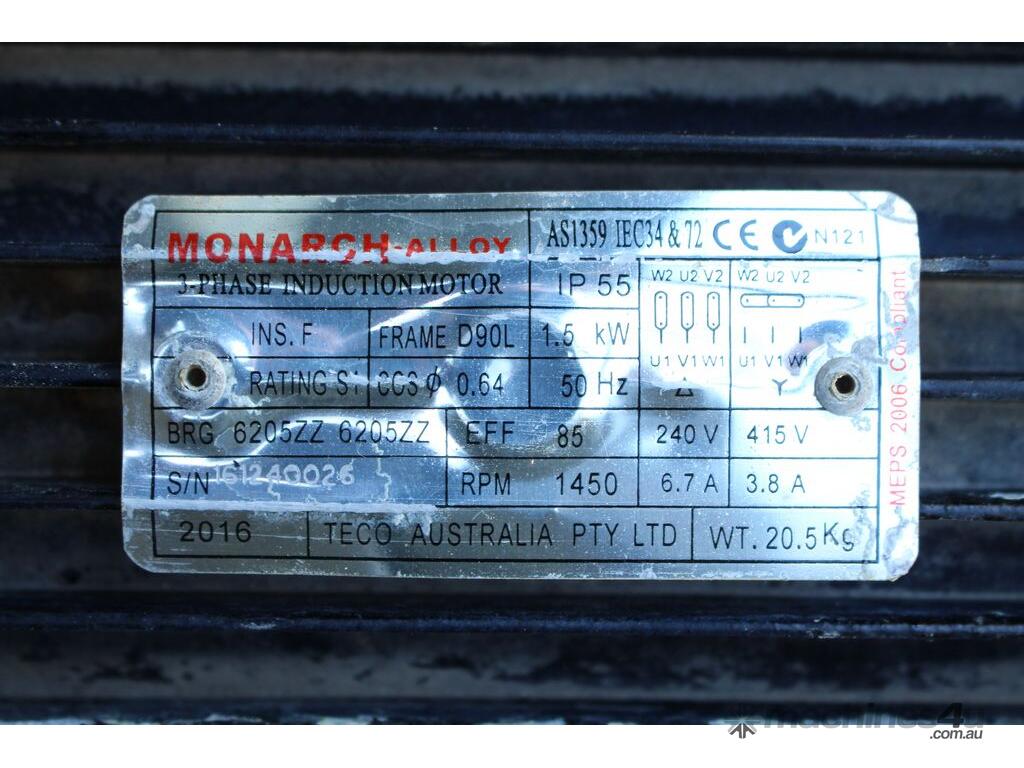 MONARCH-ALLOY AS1359 IEC34 & 72 CE N121
3-PHASE INDUCTION MOTOR IP 55 W2 U2 V2 W2 U2 V2
INS. F FRAME D90L 1.5 kW
U1 V1 W1 U1 V1 W1
RATING S1 COS ϕ 0.64 50 Hz Δ Y
BRG 6205ZZ 6205ZZ EFF 85 240 V 415 V
S/N 161240026 RPM 1450 6.7 A 3.8 A
2016 TECO AUSTRALIA PTY LTD WT. 20.5Kg
MEPS 2006 Compliant
machines4u
.com.au